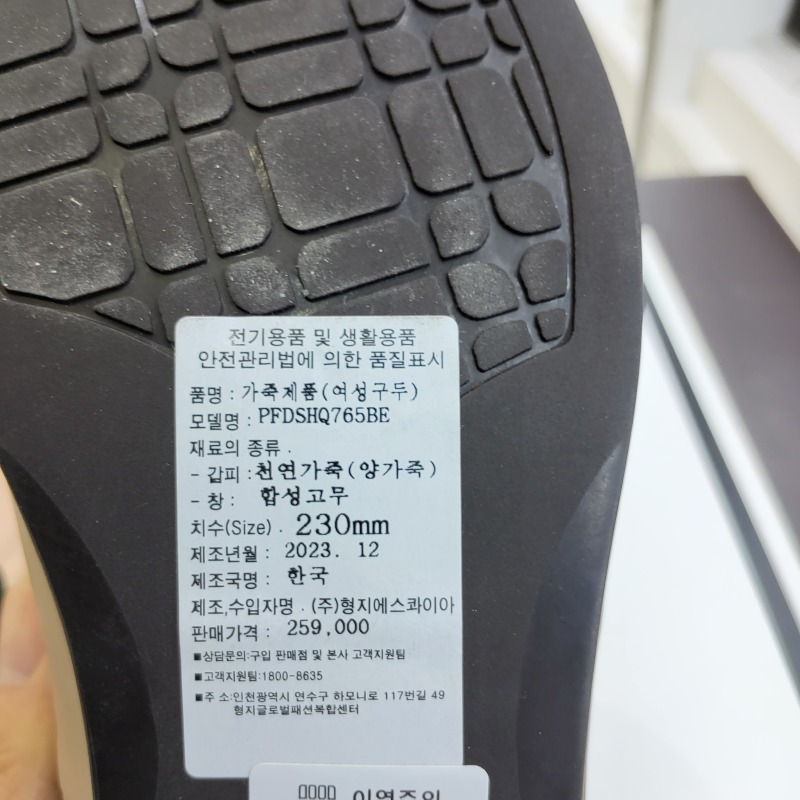 전기용품 및 생활용품
안전관리법에 의한 품질표시
품명 : 가죽제품(여성구두)
모델명 : PFDSHQ765BE
재료의 종류 .
- 갑피 : 천연가죽(양가죽)
- 창 : 합성고무
치수(Size) . 230mm
제조년월 : 2023. 12
제조국명 : 한국
제조,수입자명 . (주)형지에스콰이아
판매가격 : 259,000
■상담문의:구입 판매점 및 본사 고객지원팀
■고객지원팀:1800-8635
■주 소:인천광역시 연수구 하모니로 117번길 49
형지글로벌패션복합센터